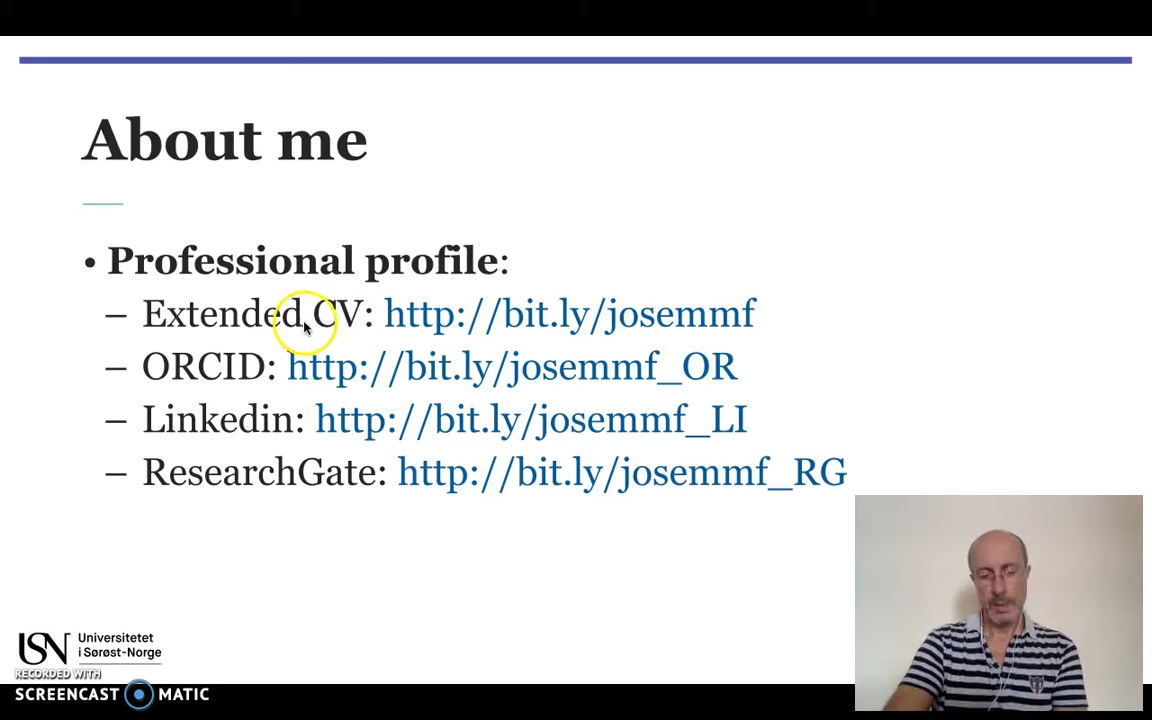 About me
• Professional profile:
– Extended CV: http://bit.ly/josemmf
– ORCID: http://bit.ly/josemmf_OR
– Linkedin: http://bit.ly/josemmf_LI
– ResearchGate: http://bit.ly/josemmf_RG
USN Universitetet
i Sørøst-Norge
RECORDED WITH
SCREENCAST MATIC